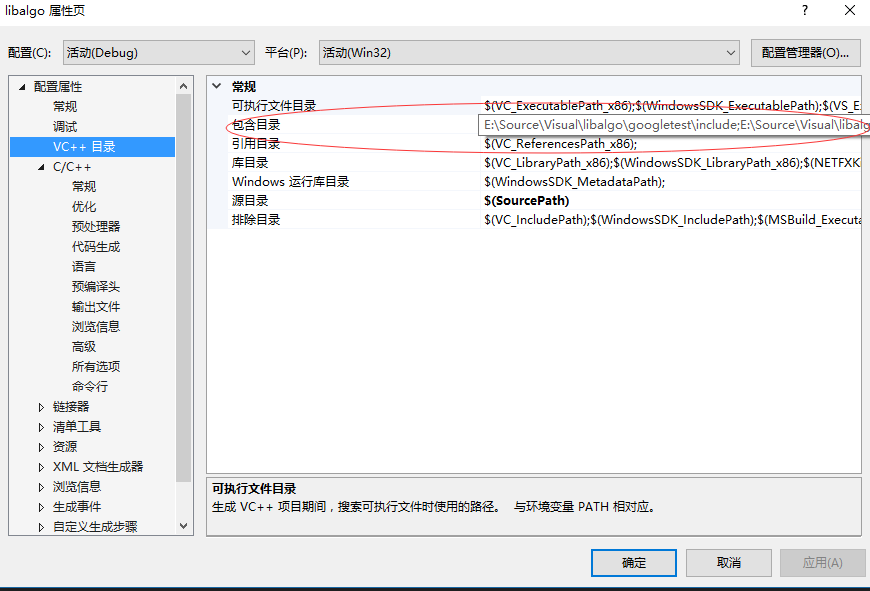 libalgo 属性页
配置(C):
活动(Debug)
平台(P):
活动(Win32)
配置管理器(O)...
配置属性
常规
调试
VC++ 目录
C/C++
常规
优化
预处理器
代码生成
语言
预编译头
输出文件
浏览信息
高级
所有选项
命令行
链接器
清单工具
资源
XML 文档生成器
浏览信息
生成事件
自定义生成步骤
常规
可执行文件目录 $(VC_ExecutablePath_x86);$(WindowsSDK_ExecutablePath);$(VS_E
包含目录 E:\Source\Visual\libalgo\googletest\include;E:\Source\Visual\libalg
引用目录 $(VC_ReferencesPath_x86);
库目录 $(VC_LibraryPath_x86);$(WindowsSDK_LibraryPath_x86);$(NETFXK
Windows 运行库目录 $(WindowsSDK_MetadataPath);
源目录 $(SourcePath)
排除目录 $(VC_IncludePath);$(WindowsSDK_IncludePath);$(MSBuild_Executa
可执行文件目录
生成 VC++ 项目期间，搜索可执行文件时使用的路径。 与环境变量 PATH 相对应。
确定
取消
应用(A)